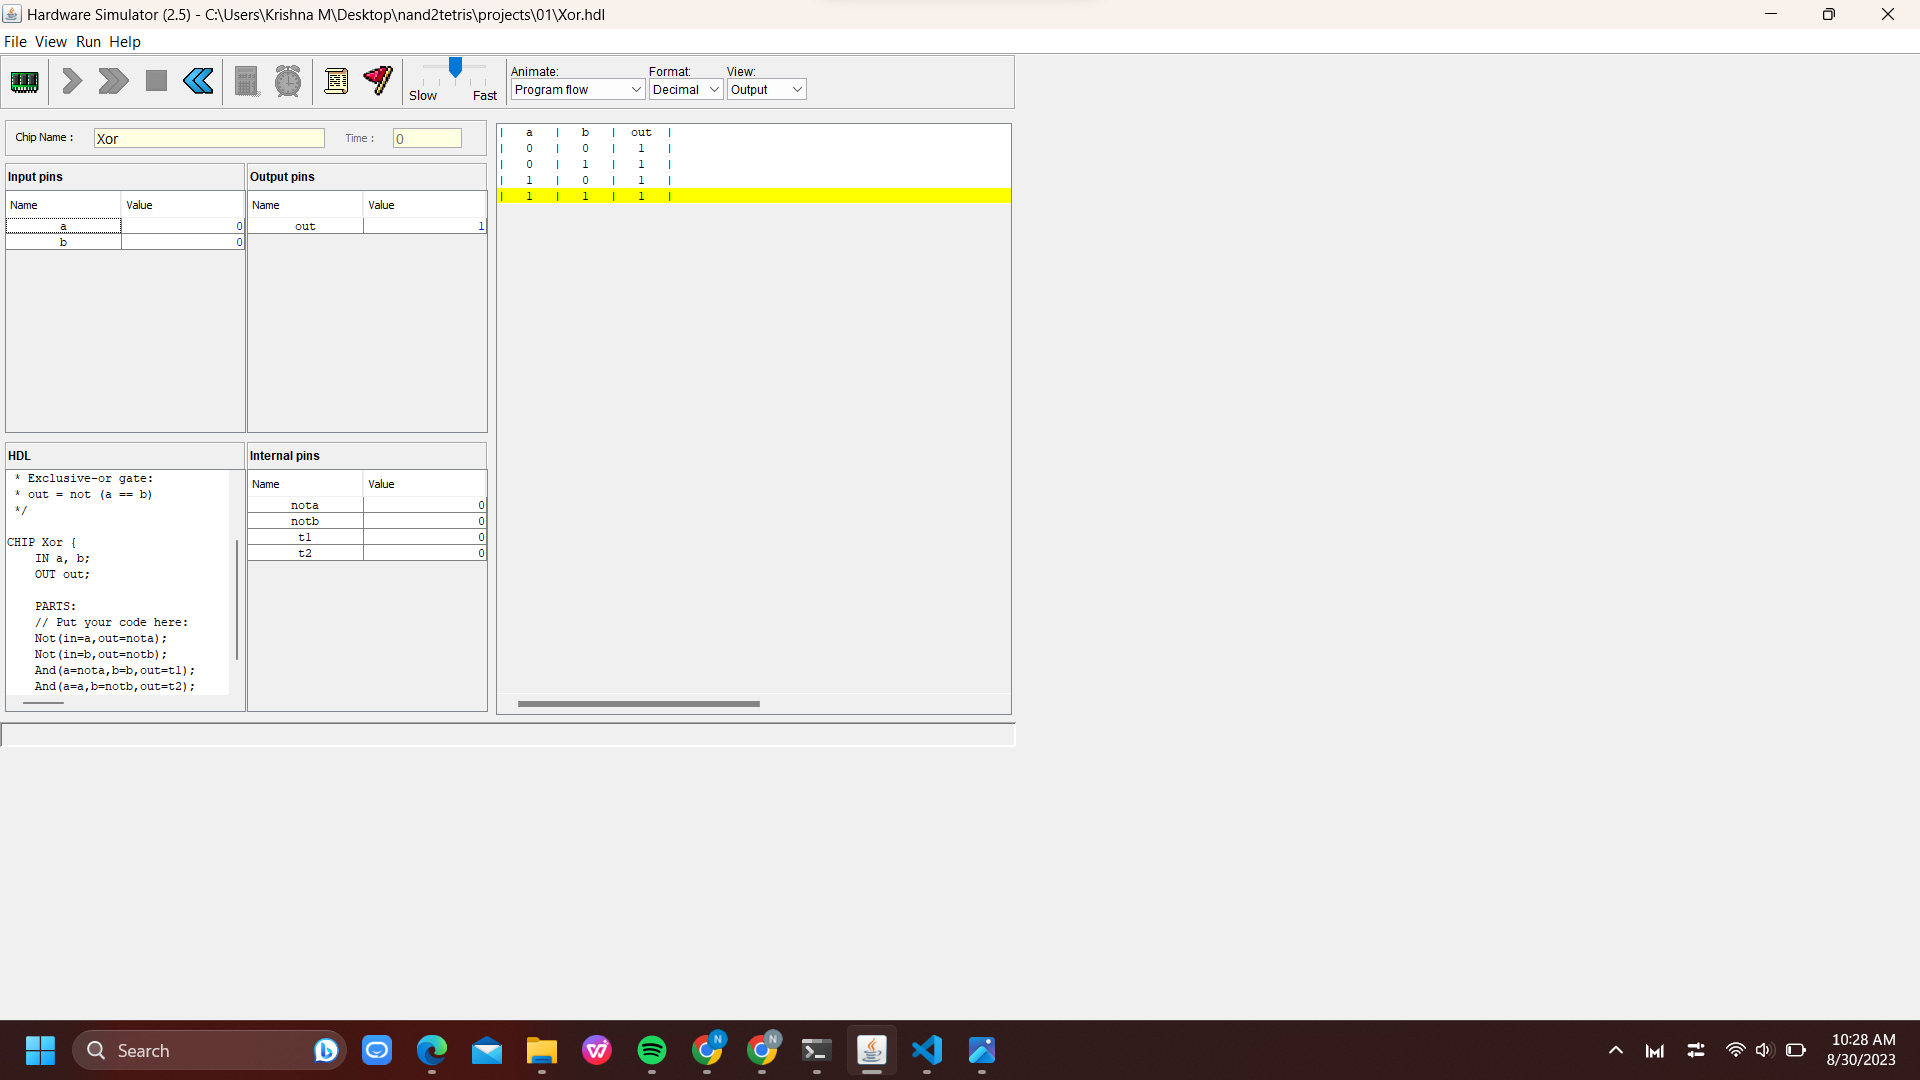 Hardware Simulator (2.5) - C:\Users\Krishna M\Desktop\nand2tetris\projects\01\Xor.hdl
File View Run Help
Slow Fast
Animate: Format: View:
Program flow Decimal Output
Chip Name : Xor Time : 0
Input pins
Name Value
a 0
b 0
Output pins
Name Value
out 1
HDL
* Exclusive-or gate:
* out = not (a == b)
*/
CHIP Xor {
IN a, b;
OUT out;
PARTS:
// Put your code here:
Not(in=a,out=nota);
Not(in=b,out=notb);
And(a=nota,b=b,out=t1);
And(a=a,b=notb,out=t2);
Internal pins
Name Value
nota 0
notb 0
t1 0
t2 0
| a | b | out |
| 0 | 0 | 1 |
| 0 | 1 | 1 |
| 1 | 0 | 1 |
| 1 | 1 | 1 |
Search
N
N
10:28 AM
8/30/2023